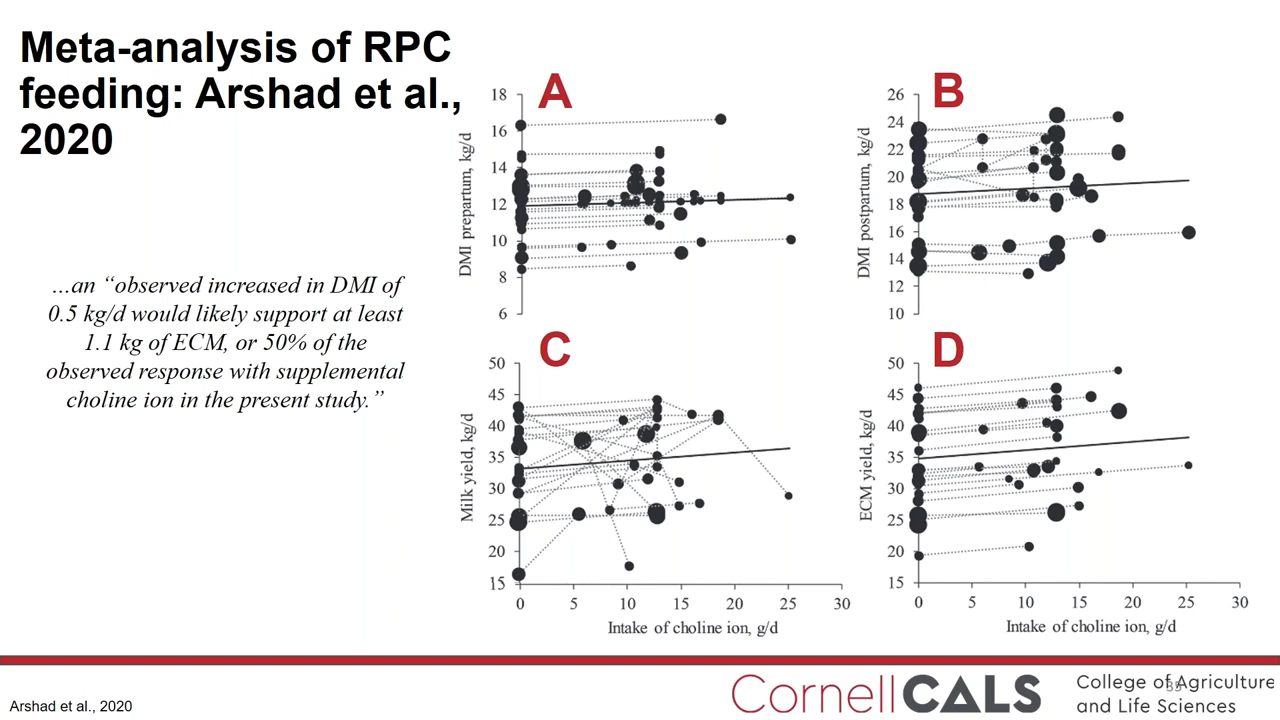 Meta-analysis of RPC
feeding: Arshad et al.,
2020
…an “observed increased in DMI of
0.5 kg/d would likely support at least
1.1 kg of ECM, or 50% of the
observed response with supplemental
choline ion in the present study.”
A
DMI prepartum, kg/d
18
16
14
12
10
8
6
B
DMI postpartum, kg/d
26
24
22
20
18
16
14
12
10
C
Milk yield, kg/d
50
45
40
35
30
25
20
15
0 5 10 15 20 25 30
Intake of choline ion, g/d
D
ECM yield, kg/d
50
45
40
35
30
25
20
15
0 5 10 15 20 25 30
Intake of choline ion, g/d
Arshad et al., 2020
CornellCALS
College of Agriculture
and Life Sciences